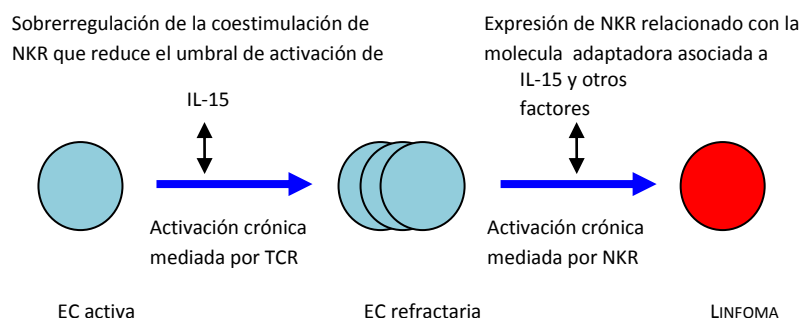 Sobrerregulación de la coestimulación de
NKR que reduce el umbral de activación de
Expresión de NKR relacionado con la
molecula adaptadora asociada a
IL-15
IL-15 y otros
factores
Activación crónica
mediada por TCR
Activación crónica
mediada por NKR
EC activa
EC refractaria
LINFOMA